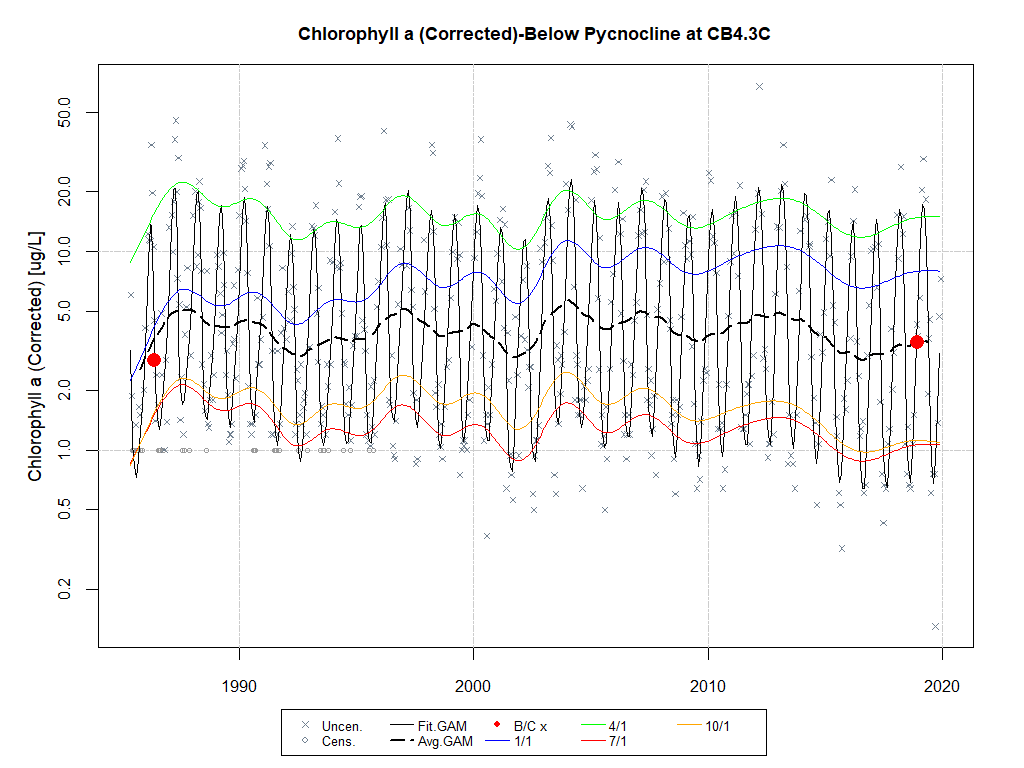 Chlorophyll a (Corrected)-Below Pycnocline at CB4.3C
Chlorophyll a (Corrected) [ug/L]
50.0
20.0
10.0
5.0
2.0
1.0
0.5
0.2
1990 2000 2010 2020
Uncen. Fit.GAM B/C x 4/1 10/1
Cens. Avg.GAM 1/1 7/1